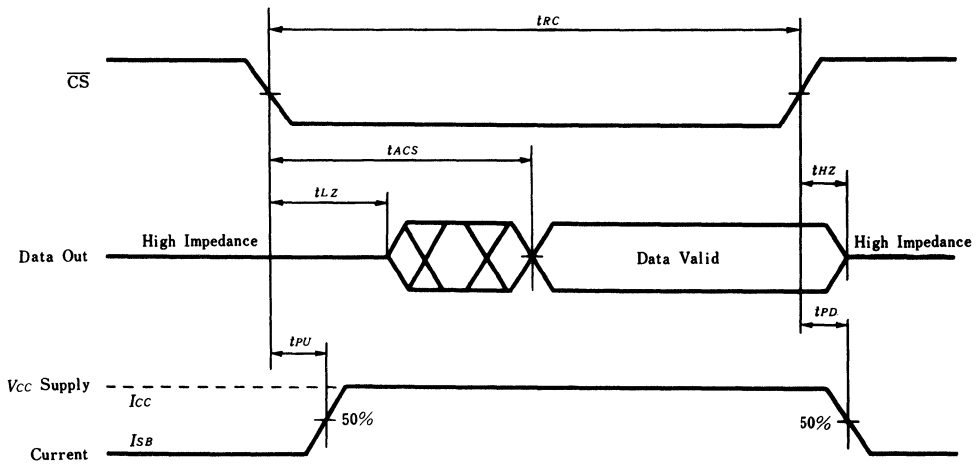 tRC
CS
tACS
tLZ
tHZ
High Impedance
High Impedance
Data Out
Data Valid
tPD
tPU
VCC Supply
ICC
50%
50%
ISB
Current